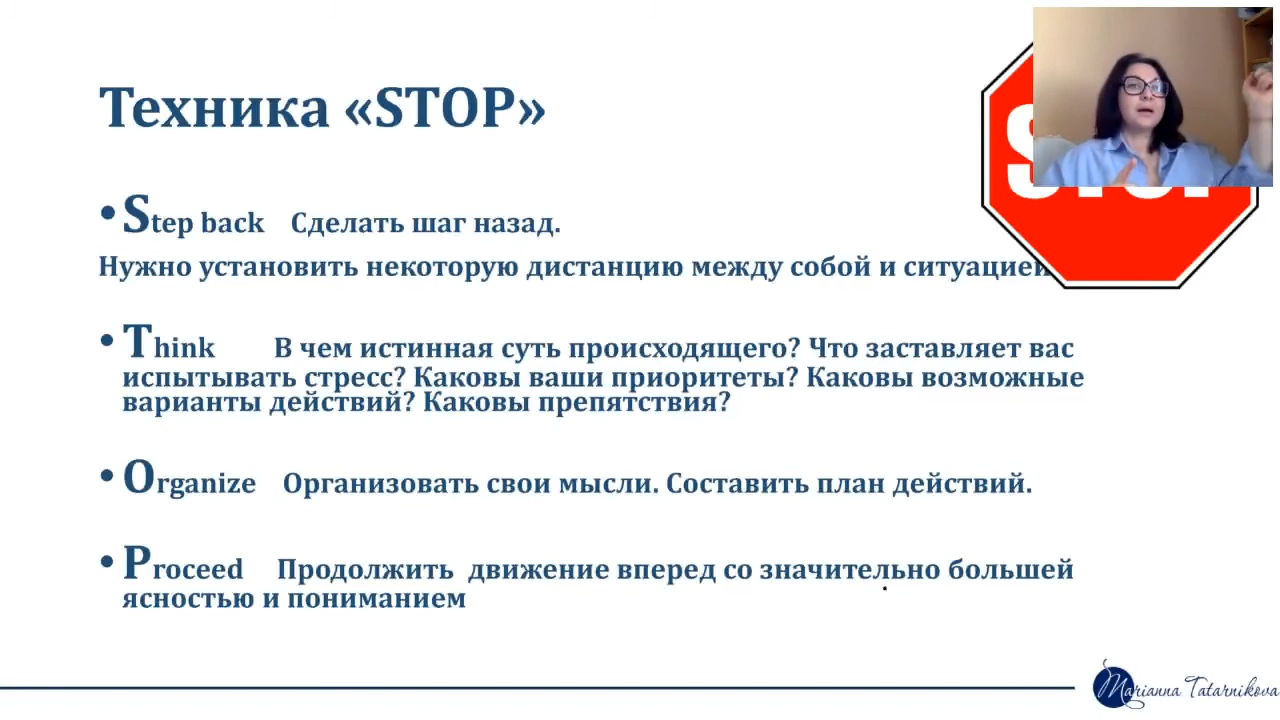 Техника «STOP»
• Step back Сделать шаг назад.
Нужно установить некоторую дистанцию между собой и ситуацией
• Think В чем истинная суть происходящего? Что заставляет вас
испытывать стресс? Каковы ваши приоритеты? Каковы возможные
варианты действий? Каковы препятствия?
• Organize Организовать свои мысли. Составить план действий.
• Proceed Продолжить движение вперед со значительно большей
ясностью и пониманием
Marianna Tatarnikova